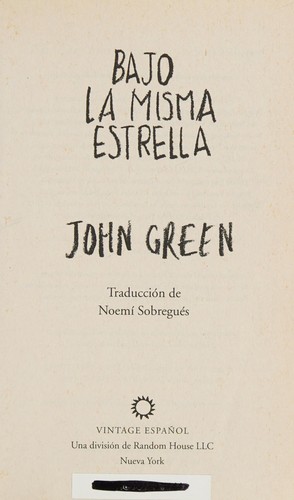 BAJO
LA MISMA
ESTRELLA
JOHN GREEN
Traducción de
Noemí Sobregués
VINTAGE ESPAÑOL
Una división de Random House LLC
Nueva York